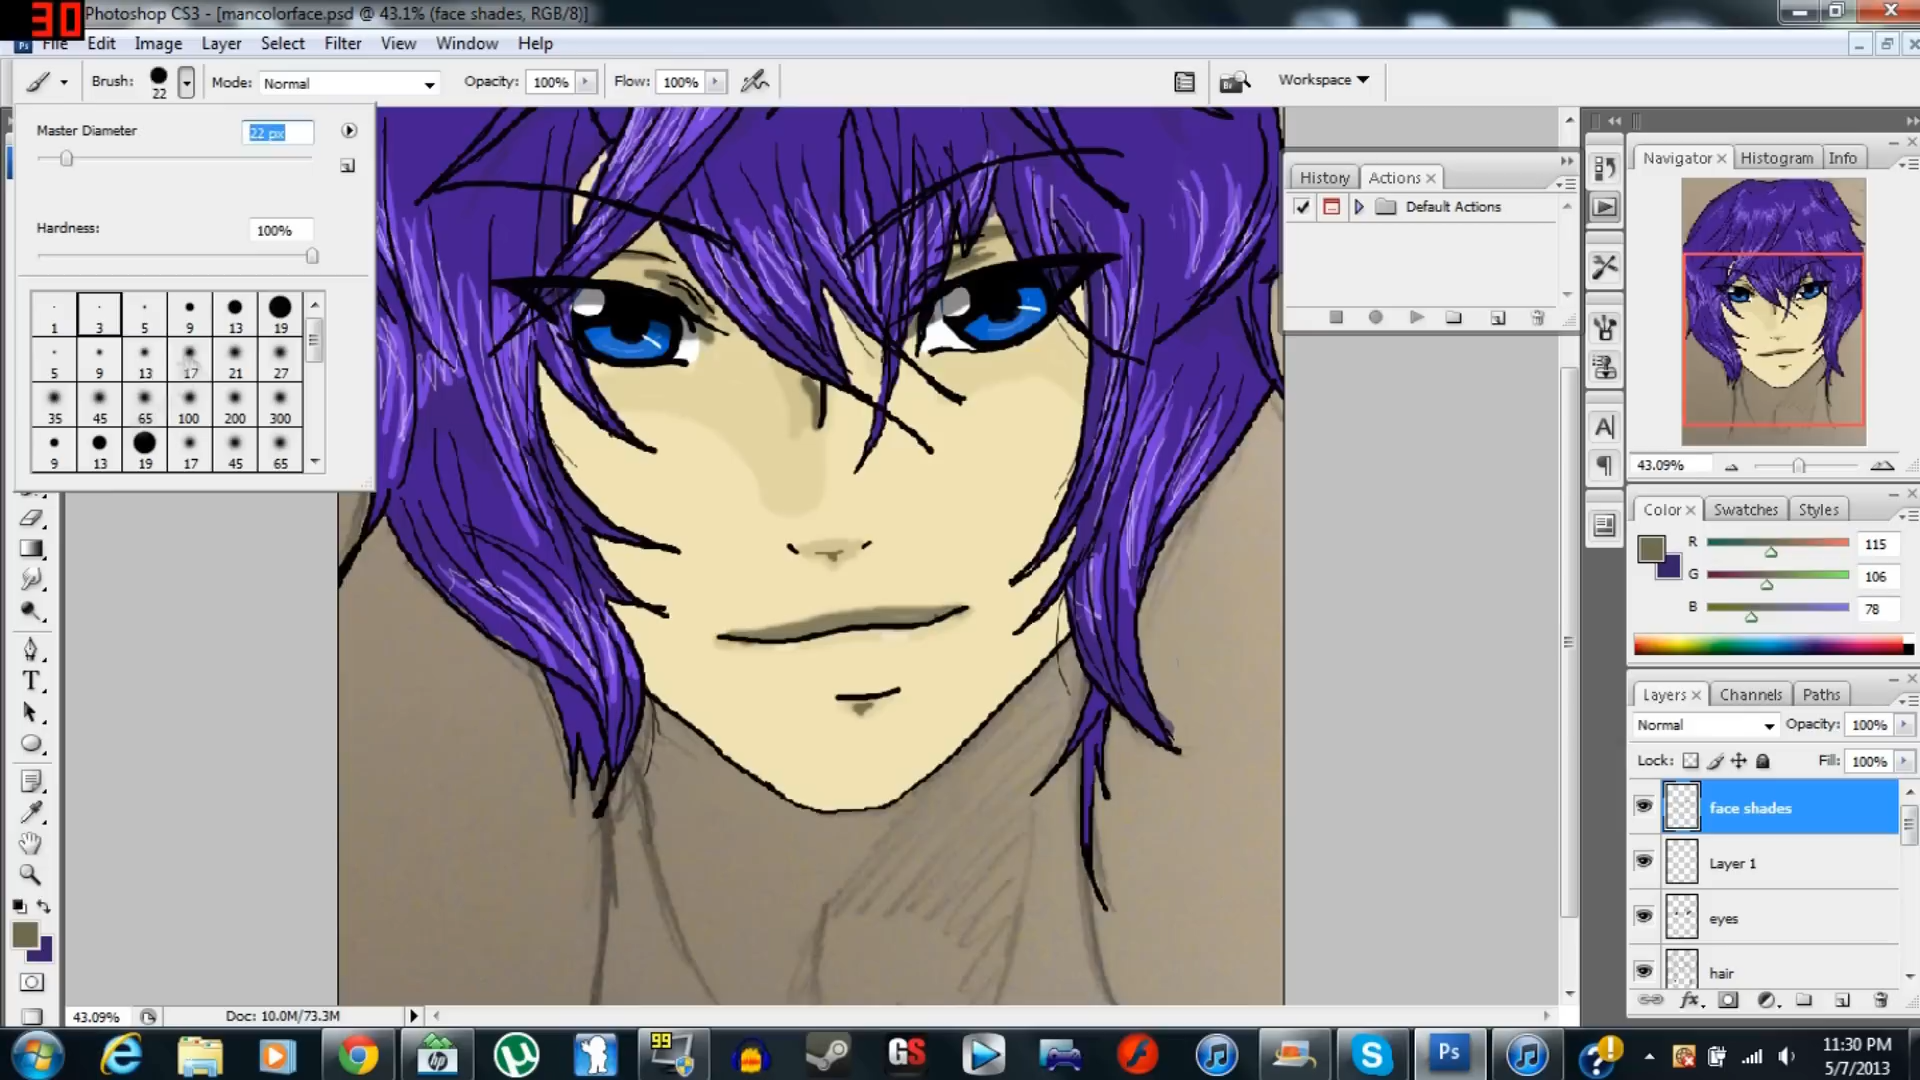 30
Photoshop CS3 - [mancolorface.psd @ 43.1% (face shades, RGB/8)]
Ps File Edit Image Layer Select Filter View Window Help
Brush: 22 Mode: Normal Opacity: 100% Flow: 100% Br Workspace
Master Diameter 22 px
Hardness: 100%
1 3 5 9 13 19
5 9 13 17 21 27
35 45 65 100 200 300
9 13 19 17 45 65
History Actions
Default Actions
Navigator Histogram Info
43.09%
Color Swatches Styles
R 115
G 106
B 78
Layers Channels Paths
Normal Opacity: 100%
Lock: Fill: 100%
face shades
Layer 1
eyes
hair
T
A
43.09% Doc: 10.0M/73.3M
hp
99
GS
Ps
11:30 PM
5/7/2013